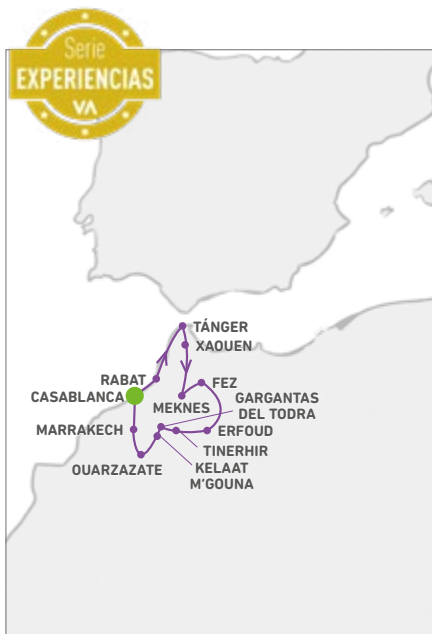 Serie
EXPERIENCIAS
VA
TÁNGER
XAOUEN
RABAT
CASABLANCA
FEZ
MEKNES
GARGANTAS
DEL TODRA
MARRAKECH
ERFOUD
TINERHIR
OUARZAZATE
KELAAT
M'GOUNA